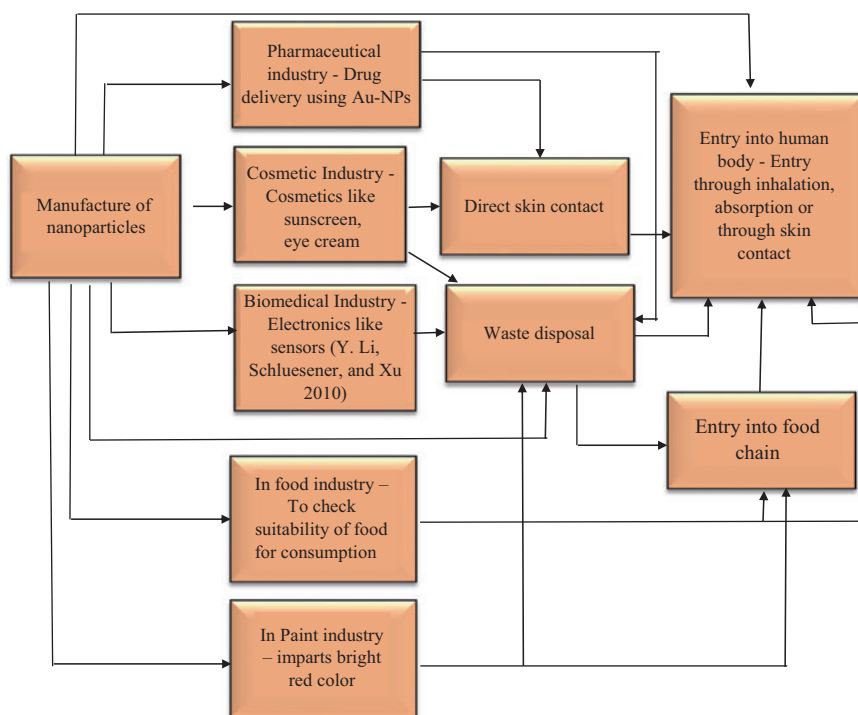 Pharmaceutical
industry - Drug
delivery using Au-NPs
Manufacture of
nanoparticles
Cosmetic Industry -
Cosmetics like
sunscreen,
eye cream
Direct skin contact
Entry into human
body - Entry
through inhalation,
absorption or
through skin
contact
Biomedical Industry -
Electronics like
sensors (Y. Li,
Schluesener, and Xu
2010)
Waste disposal
Entry into food
chain
In food industry –
To check
suitability of food
for consumption
In Paint industry
– imparts bright
red color